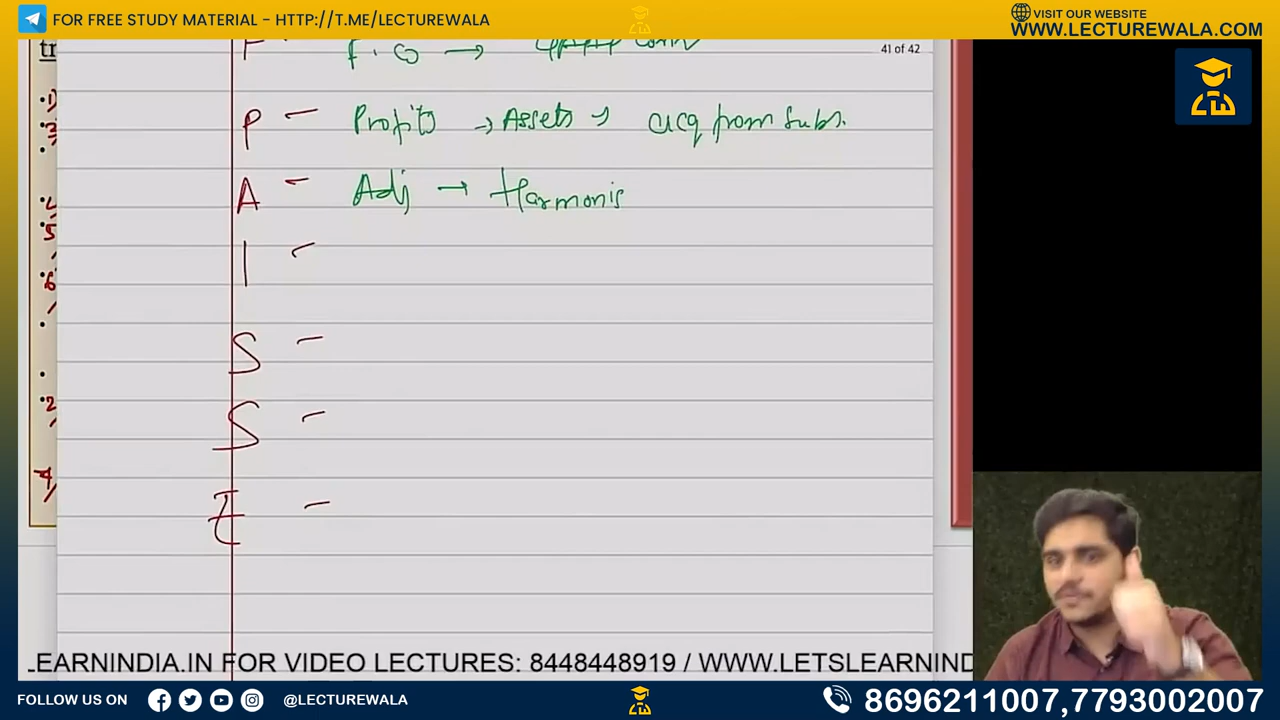 FOR FREE STUDY MATERIAL - HTTP://T.ME/LECTUREWALA
VISIT OUR WEBSITE
WWW.LECTUREWALA.COM
41 of 42
P - Profits → Assets → acq from Subs.
A - Adj → Harmonis
I -
S -
S -
E -
EARNINDIA.IN FOR VIDEO LECTURES: 8448448919 / WWW.LETSLEARNIND
FOLLOW US ON @LECTUREWALA
8696211007,7793002007